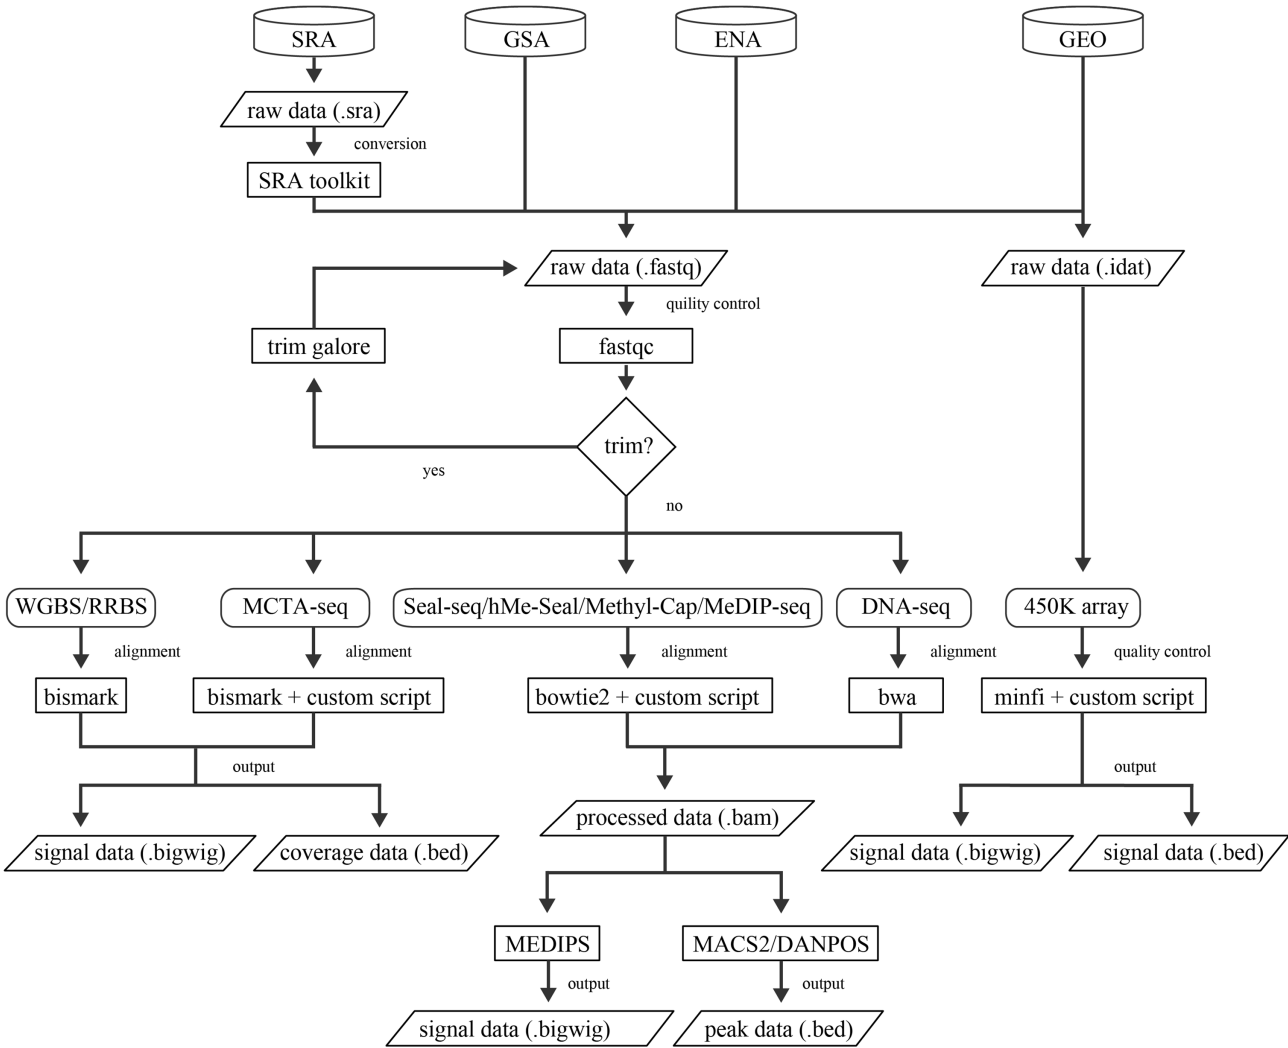 SRA
GSA
ENA
GEO
raw data (.sra)
conversion
SRA toolkit
raw data (.fastq)
raw data (.idat)
quility control
trim galore
fastqc
trim?
yes
no
WGBS/RRBS
MCTA-seq
Seal-seq/hMe-Seal/Methyl-Cap/MeDIP-seq
DNA-seq
450K array
alignment
alignment
alignment
alignment
quality control
bismark
bismark + custom script
bowtie2 + custom script
bwa
minfi + custom script
output
output
processed data (.bam)
signal data (.bigwig)
coverage data (.bed)
signal data (.bigwig)
signal data (.bed)
MEDIPS
MACS2/DANPOS
output
output
signal data (.bigwig)
peak data (.bed)